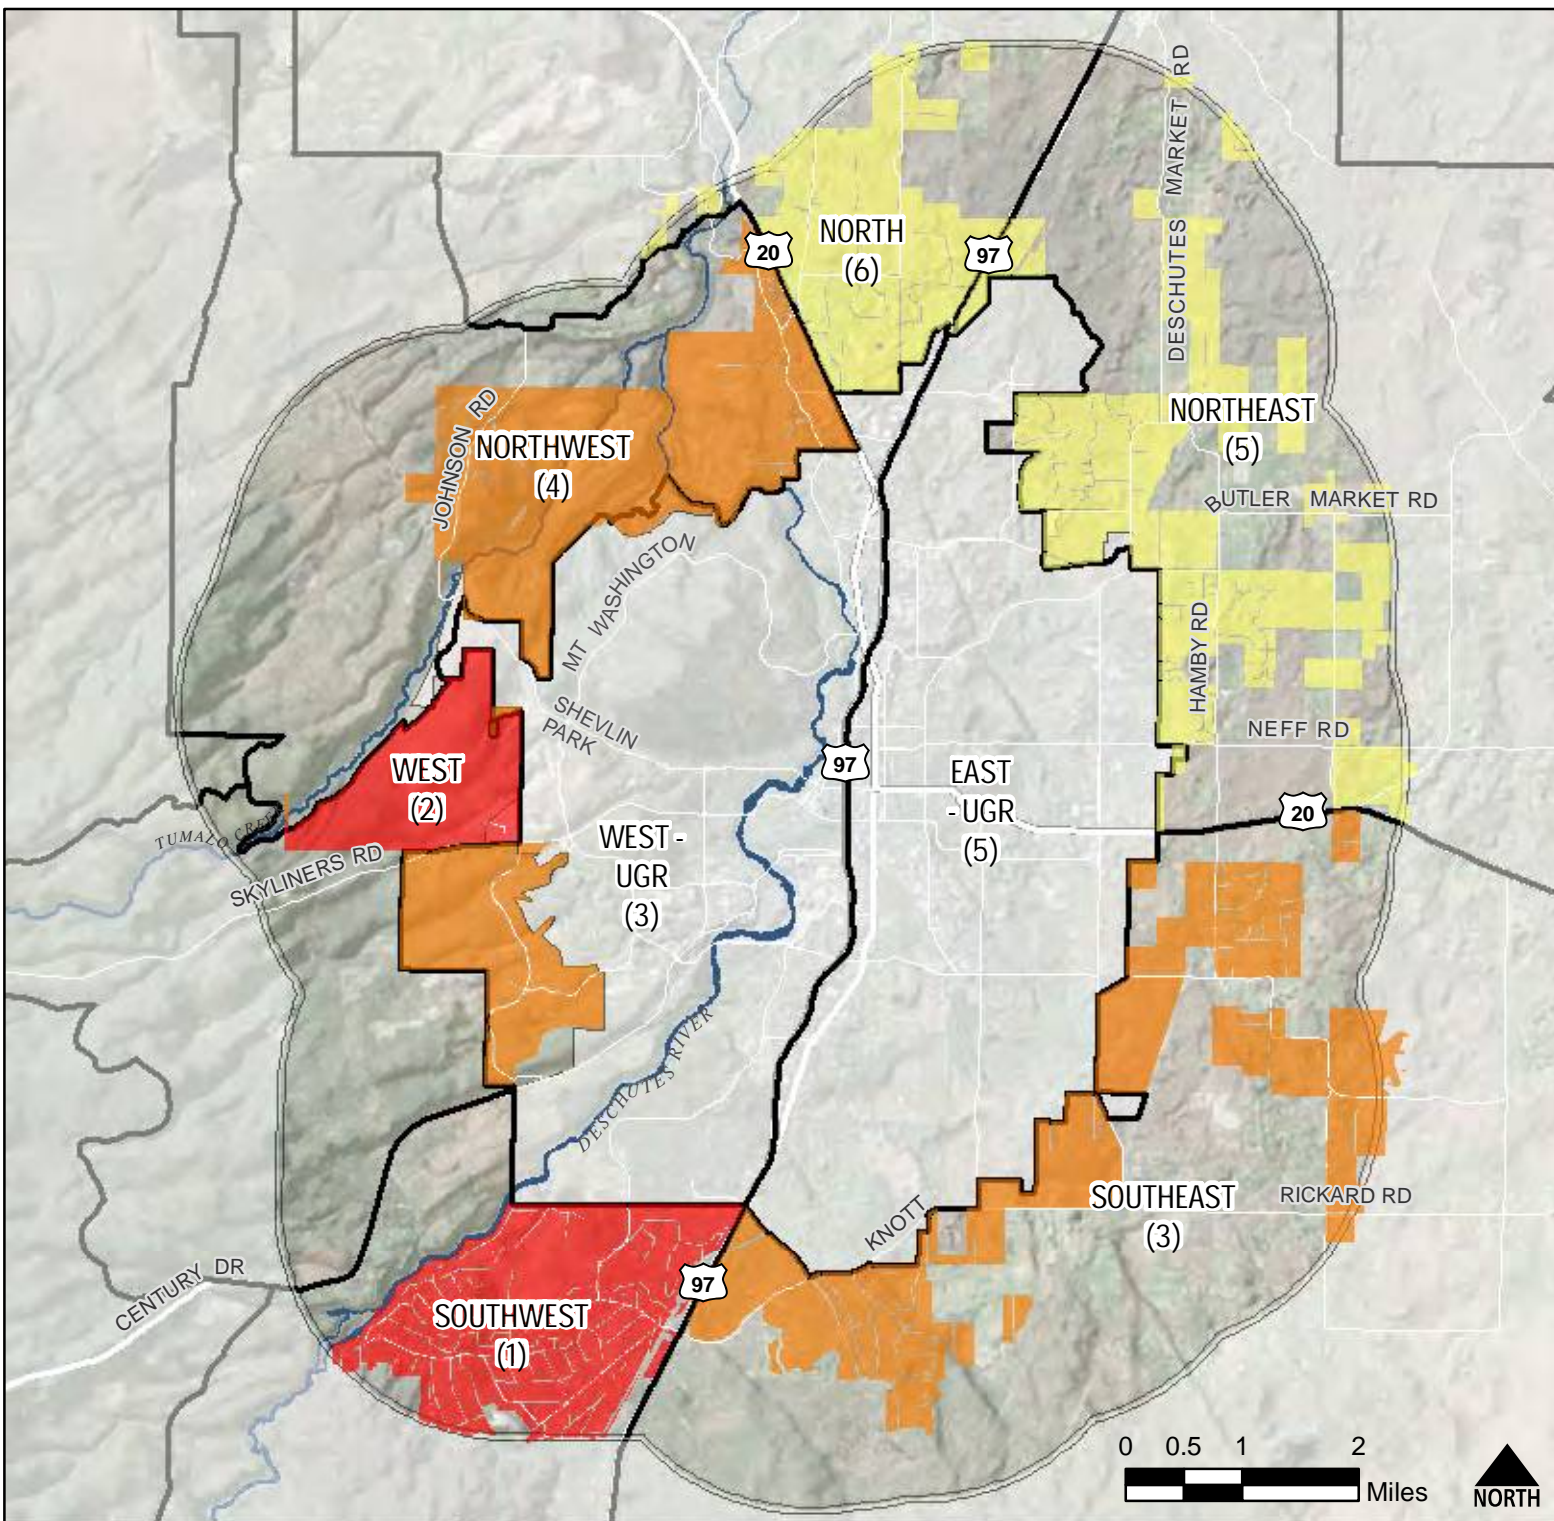 DESCHUTES MARKET RD
NORTH
(6)
20
97
JOHNSON RD
NORTHWEST
(4)
NORTHEAST
(5)
BUTLER MARKET RD
MT WASHINGTON
HAMBY RD
SHEVLIN
PARK
NEFF RD
WEST
(2)
97
EAST
- UGR
(5)
20
TUMALO CREEK
SKYLINERS RD
WEST -
UGR
(3)
DESCHUTES RIVER
KNOTT
SOUTHEAST
(3)
RICKARD RD
CENTURY DR
97
SOUTHWEST
(1)
0 0.5 1 2
Miles
NORTH